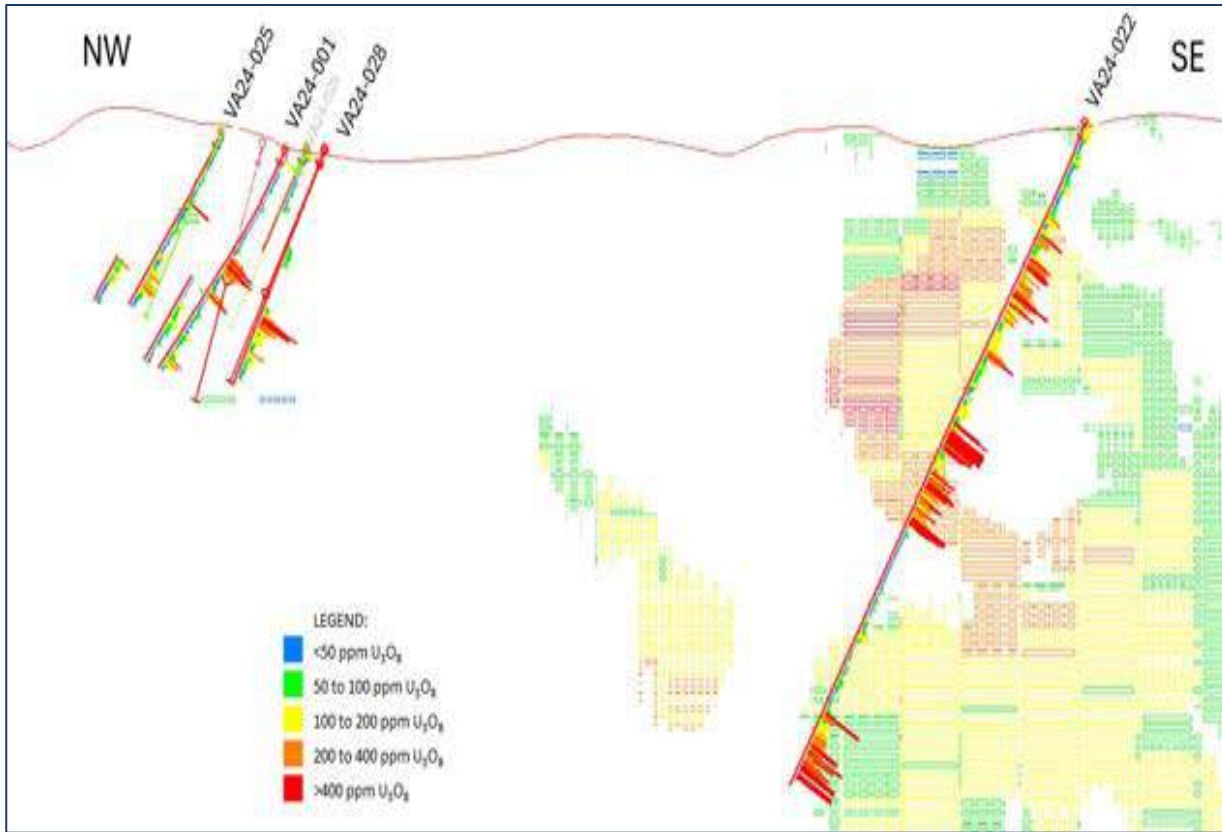 NW
VA24-025
VA24-001
VA24-028
VA24-022
SE
LEGEND:
<50 ppm U₃O₈
50 to 100 ppm U₃O₈
100 to 200 ppm U₃O₈
200 to 400 ppm U₃O₈
>400 ppm U₃O₈